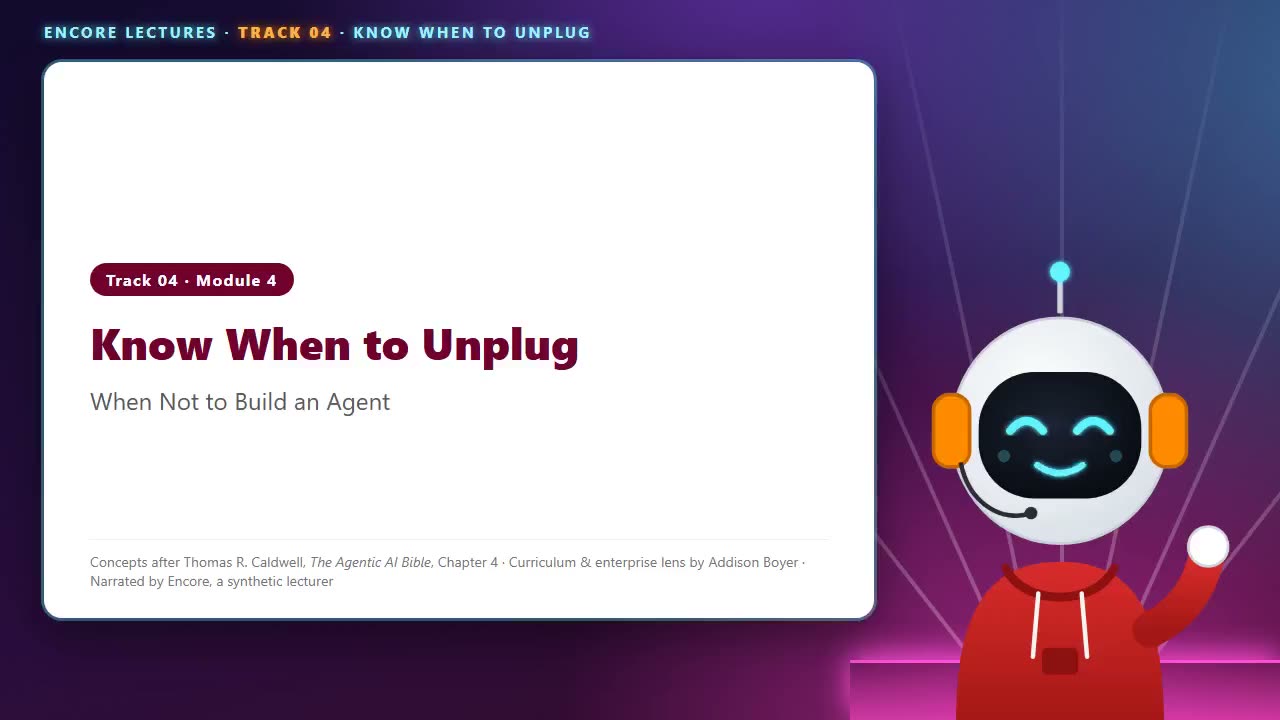 ENCORE LECTURES · TRACK 04 · KNOW WHEN TO UNPLUG
Track 04 · Module 4
Know When to Unplug
When Not to Build an Agent
Concepts after Thomas R. Caldwell, The Agentic AI Bible, Chapter 4 · Curriculum & enterprise lens by Addison Boyer ·
Narrated by Encore, a synthetic lecturer